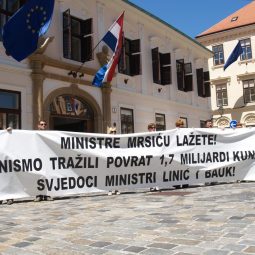 MINISTRE MRSIĆU LAŽETE!
NISMO TRAŽILI POVRAT 1,7 MILIJARDI KUN
SVJEDOCI MINISTRI LINIĆ I BAUK!